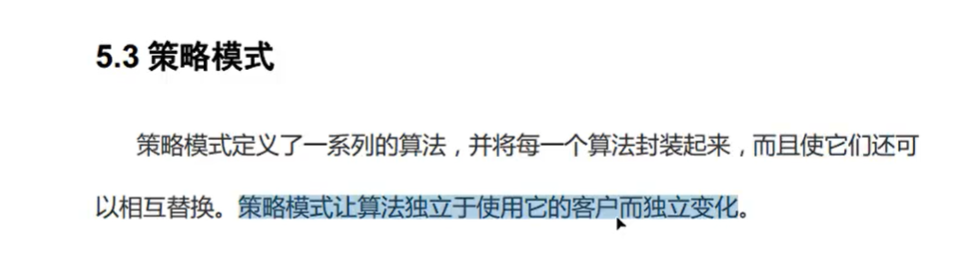 5.3 策略模式
策略模式定义了一系列的算法，并将每一个算法封装起来，而且使它们还可
以相互替换。策略模式让算法独立于使用它的客户而独立变化。